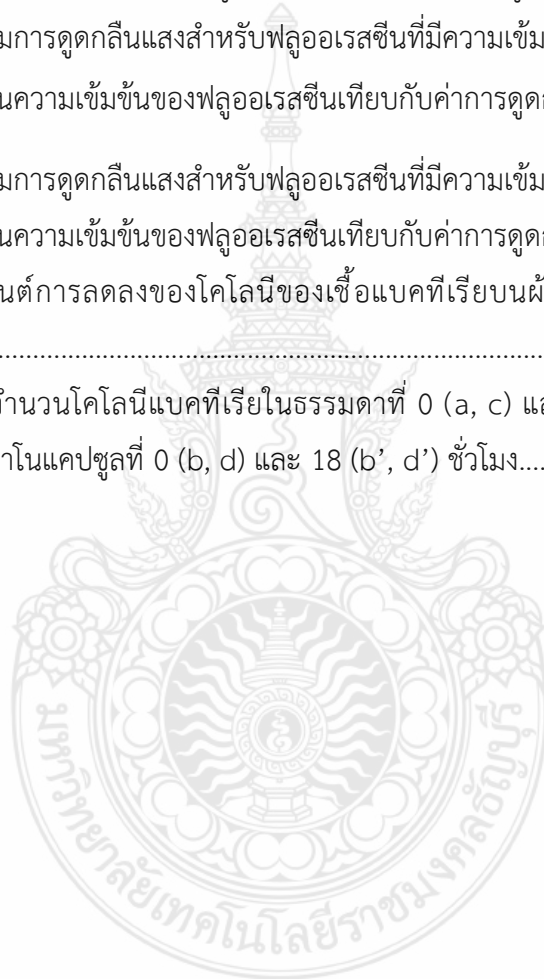 มการดูดกลืนแสงสำหรับฟลูออเรสซีนที่มีความเข้ม
นความเข้มข้นของฟลูออเรสซีนเทียบกับค่าการดูด
มการดูดกลืนแสงสำหรับฟลูออเรสซีนที่มีความเข้ม
นความเข้มข้นของฟลูออเรสซีนเทียบกับค่าการดูด
นต์การลดลงของโคโลนีของเชื้อแบคทีเรียบนผ้
...........................................................................................
จำนวนโคโลนีแบคทีเรียในธรรมดาที่ 0 (a, c) แล
าโนแคปซูลที่ 0 (b, d) และ 18 (b’, d’) ชั่วโมง....
มหาวิทยาลัยเทคโนโลยีราชมงคลธัญบุรี